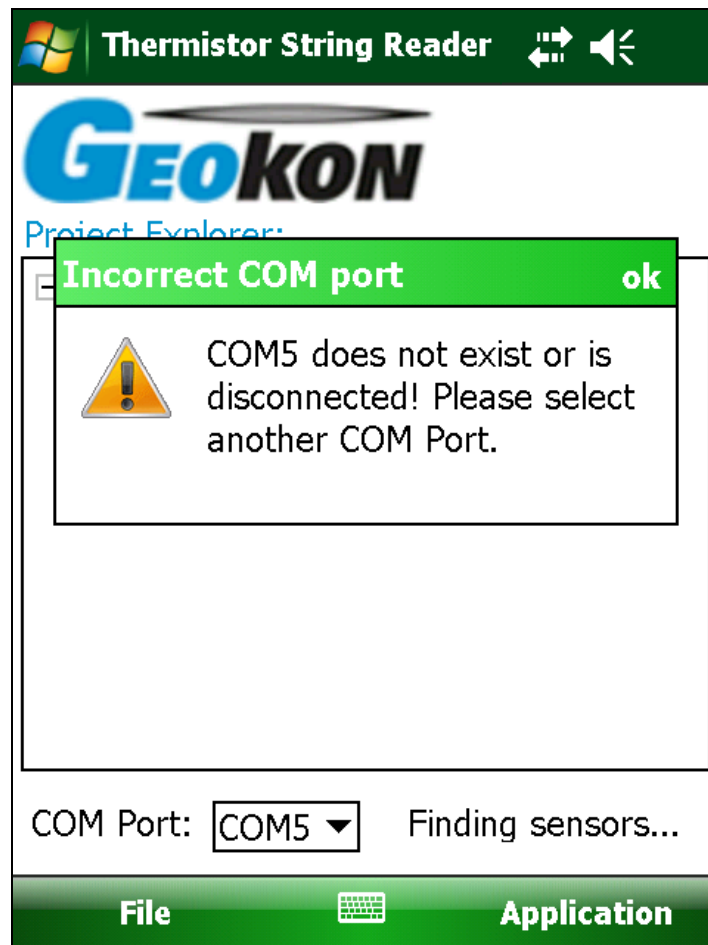 Thermistor String Reader
GEOKON
Project Explorer:
Incorrect COM port ok
COM5 does not exist or is
disconnected! Please select
another COM Port.
COM Port: COM5 Finding sensors...
File Application